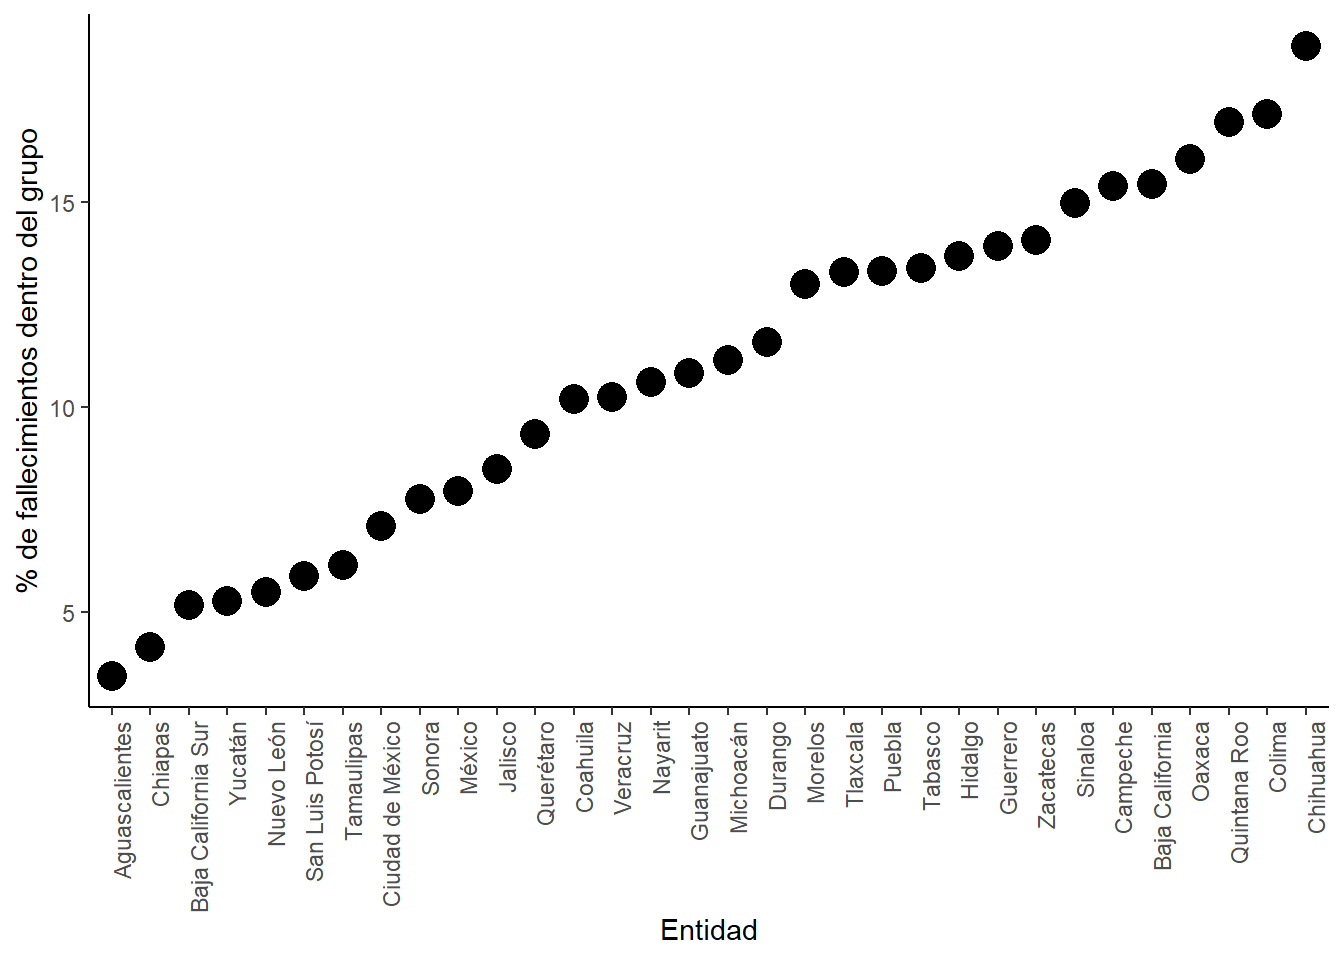 % de fallecimientos dentro del grupo
15
10
5
Aguascalientes
Chiapas
Baja California Sur
Yucatán
Nuevo León
San Luis Potosí
Tamaulipas
Ciudad de México
Sonora
México
Jalisco
Querétaro
Coahuila
Veracruz
Nayarit
Guanajuato
Michoacán
Durango
Morelos
Tlaxcala
Puebla
Tabasco
Hidalgo
Guerrero
Zacatecas
Sinaloa
Campeche
Baja California
Oaxaca
Quintana Roo
Colima
Chihuahua
Entidad